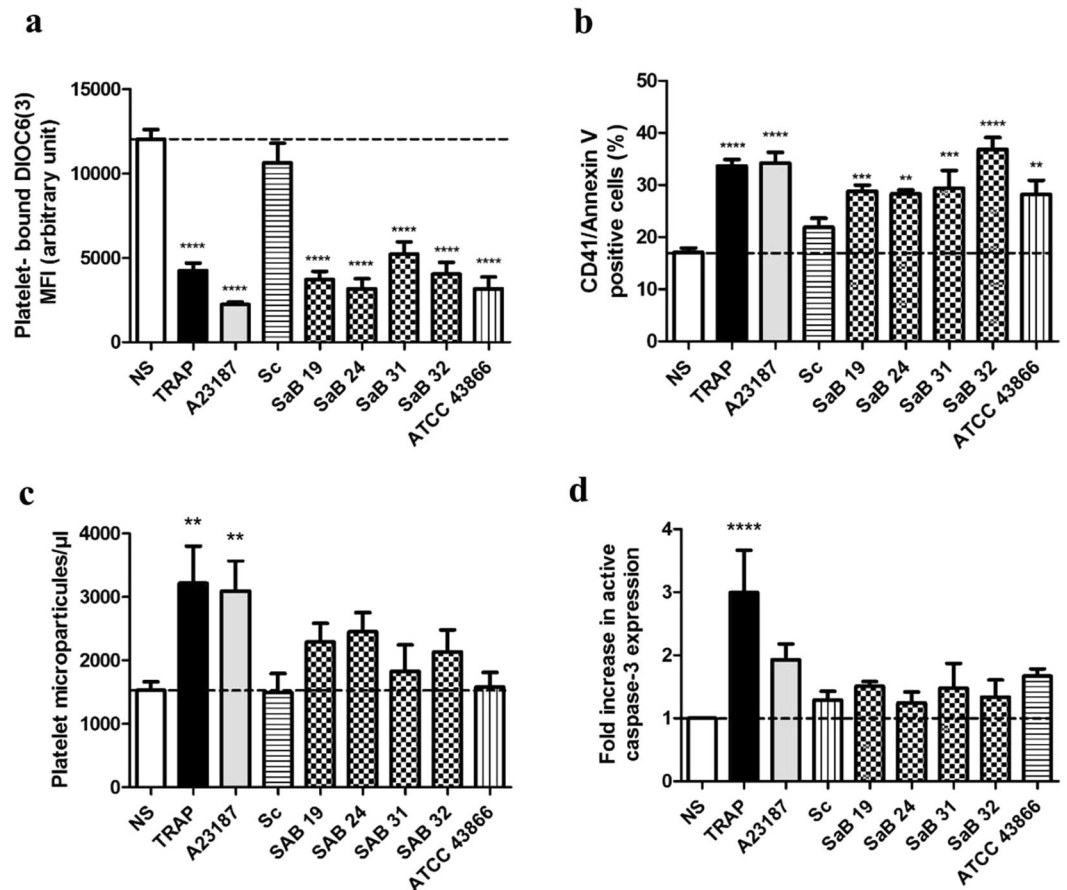 a
Platelet- bound DIOC6(3)
MFI (arbitrary unit)
15000
10000
5000
0
****
****
****
****
****
****
****
NS
TRAP
A23187
Sc
SaB 19
SaB 24
SaB 31
SaB 32
ATCC 43866
b
CD41/Annexin V
positive cells (%)
50
40
30
20
10
0
****
****
***
**
***
****
**
NS
TRAP
A23187
Sc
SaB 19
SaB 24
SaB 31
SaB 32
ATCC 43866
c
Platelet microparticules/µl
4000
3000
2000
1000
0
**
**
NS
TRAP
A23187
Sc
SAB 19
SAB 24
SAB 31
SAB 32
ATCC 43866
d
Fold increase in active
caspase-3 expression
4
3
2
1
0
****
NS
TRAP
A23187
Sc
SaB 19
SaB 24
SaB 31
SaB 32
ATCC 43866